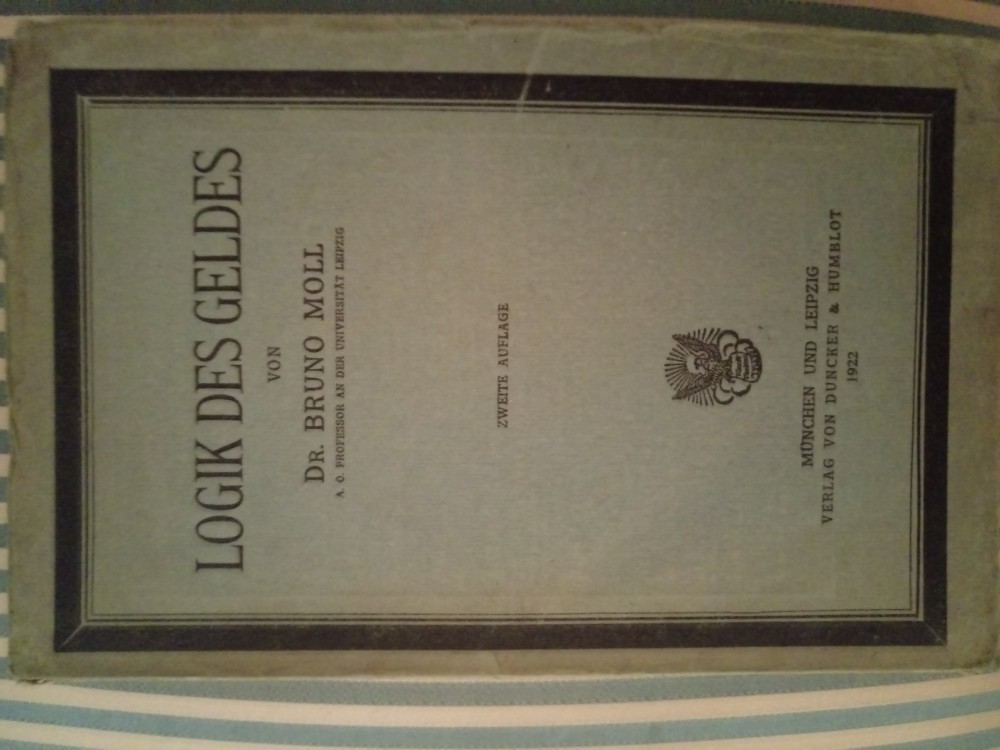 LOGIK DES GELDES
VON
DR. BRUNO MOLL
A. O. PROFESSOR AN DER UNIVERSITÄT LEIPZIG
ZWEITE AUFLAGE
MÜNCHEN UND LEIPZIG
VERLAG VON DUNCKER & HUMBLOT
1922